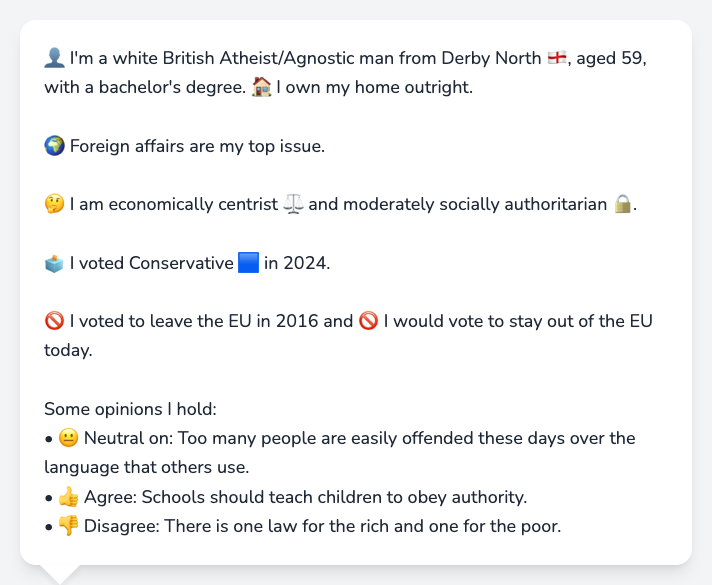 👤 I'm a white British Atheist/Agnostic man from Derby North 🏴󠁧󠁢󠁥󠁮󠁧󠁿, aged 59,
with a bachelor's degree. 🏠 I own my home outright.
🌍 Foreign affairs are my top issue.
🤔 I am economically centrist ⚖️ and moderately socially authoritarian 🔒.
🗳️ I voted Conservative 🟦 in 2024.
🚫 I voted to leave the EU in 2016 and 🚫 I would vote to stay out of the EU
today.
Some opinions I hold:
• 😐 Neutral on: Too many people are easily offended these days over the
language that others use.
• 👍 Agree: Schools should teach children to obey authority.
• 👎 Disagree: There is one law for the rich and one for the poor.